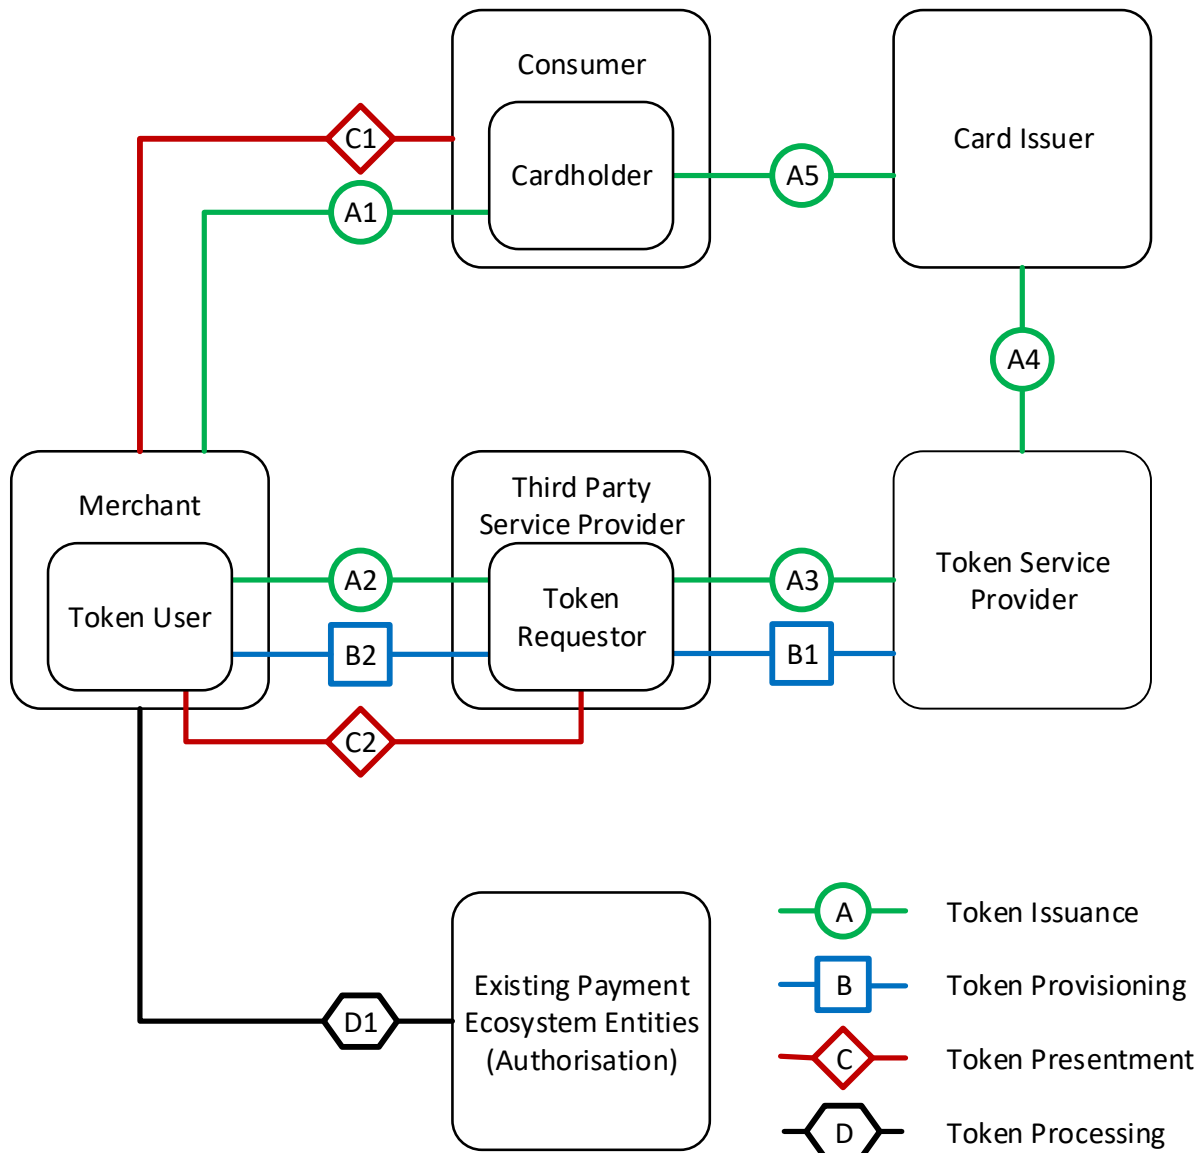 Consumer
Cardholder
Card Issuer
C1
A1
A5
A4
Merchant
Token User
Third Party
Service Provider
Token
Requestor
Token Service
Provider
A2
A3
B2
B1
C2
D1
Existing Payment
Ecosystem Entities
(Authorisation)
A Token Issuance
B Token Provisioning
C Token Presentment
D Token Processing